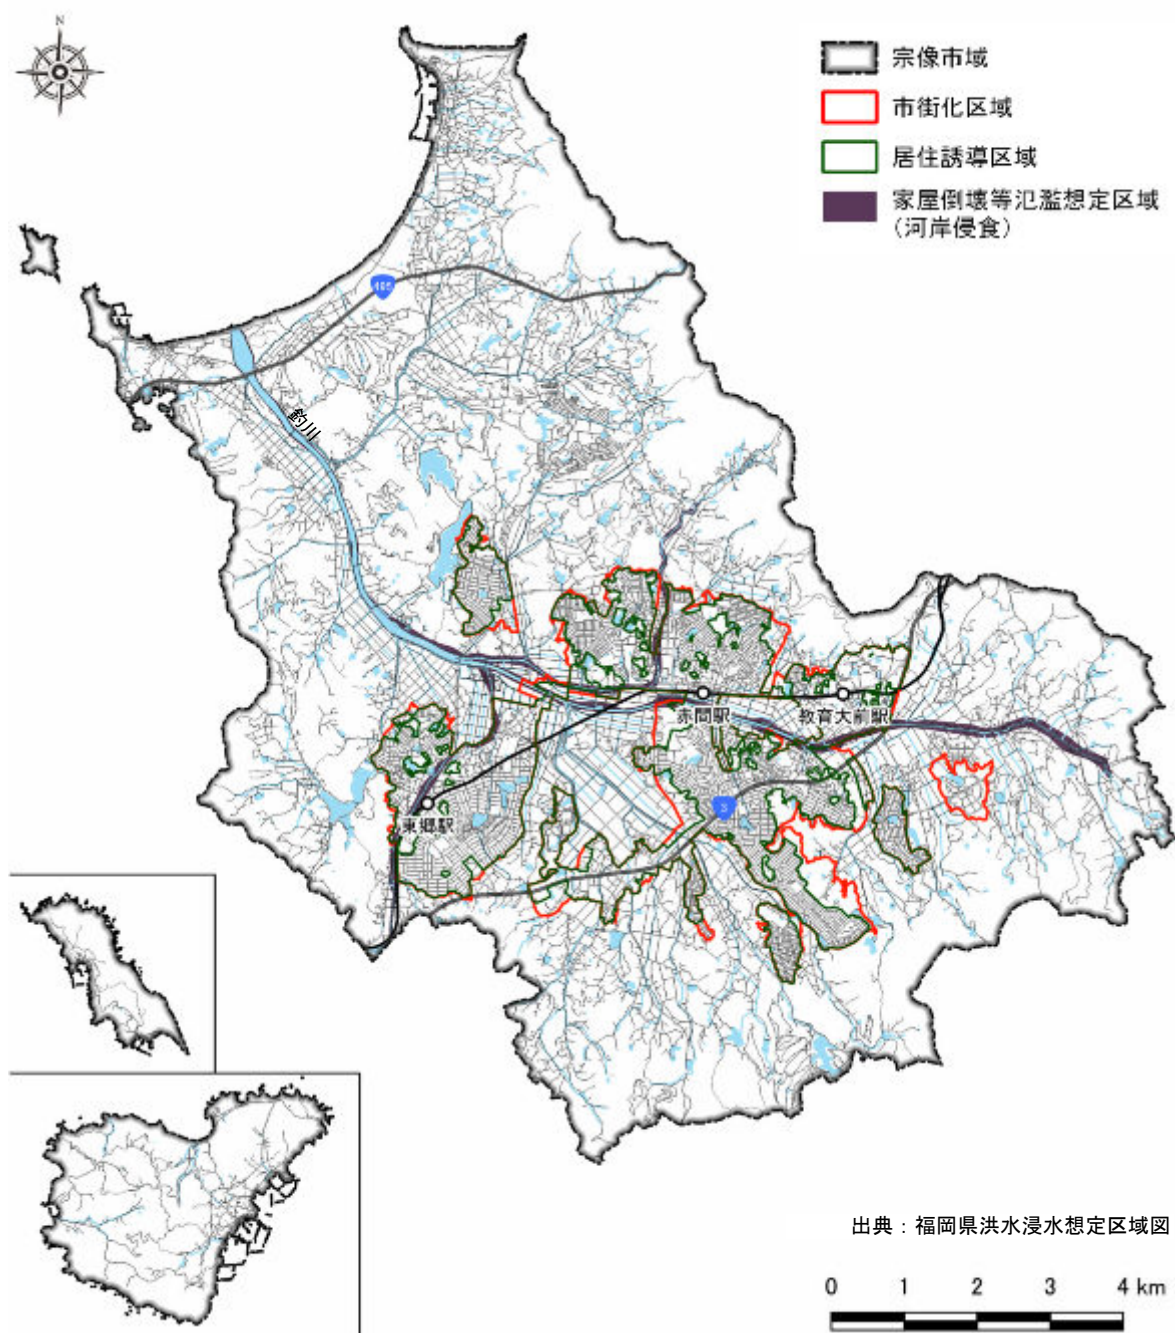 N
宗像市域
市街化区域
居住誘導区域
家屋倒壊等氾濫想定区域
（河岸侵食）
495
釣川
赤間駅
教育大前駅
3
東郷駅
出典：福岡県洪水浸水想定区域図
0 1 2 3 4 km